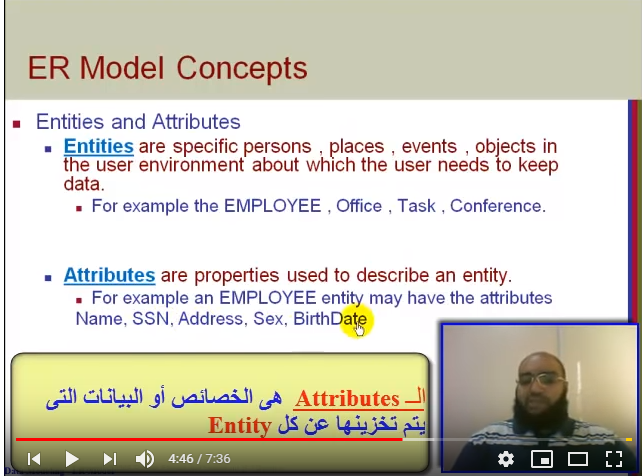 ER Model Concepts
Entities and Attributes
Entities are specific persons , places , events , objects in
the user environment about which the user needs to keep
data.
For example the EMPLOYEE , Office , Task , Conference.
Attributes are properties used to describe an entity.
For example an EMPLOYEE entity may have the attributes
Name, SSN, Address, Sex, BirthDate
الـ Attributes هى الخصائص أو البيانات التى
يتم تخزينها عن كل Entity
4:46 / 7:36